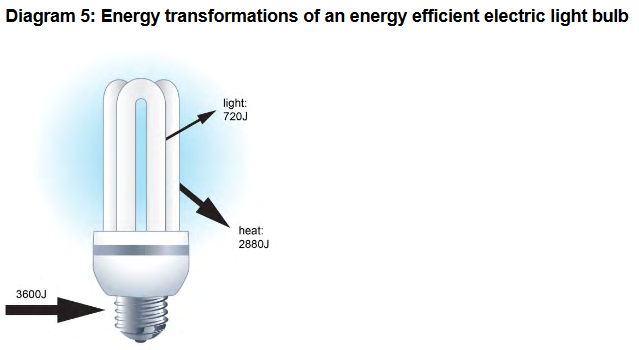 Diagram 5: Energy transformations of an energy efficient electric light bulb
light:
720J
heat:
2880J
3600J